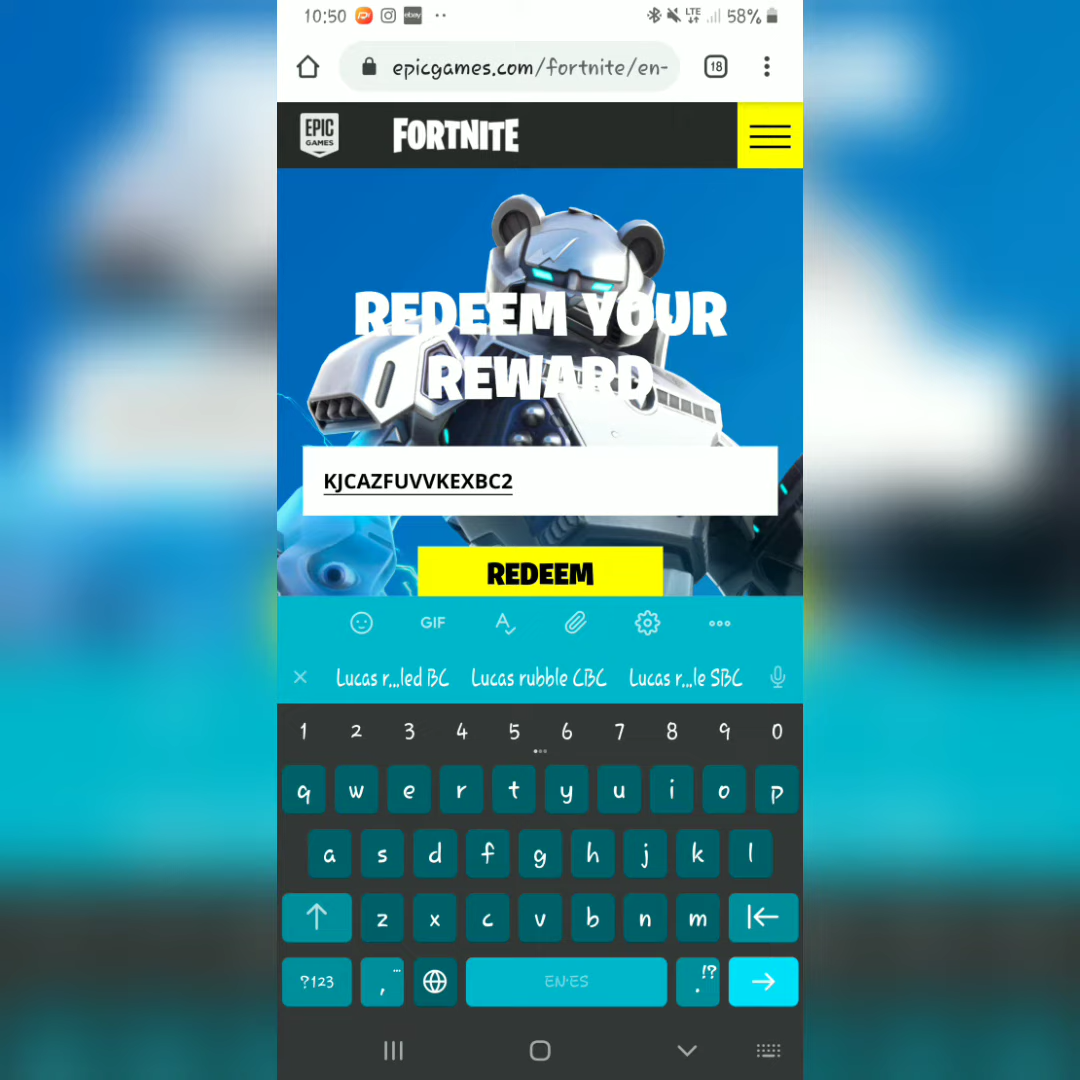 10:50 ebay LTE 58%
epicgames.com/fortnite/en- 18
EPIC GAMES FORTNITE
REDEEM YOUR
REWARD
KJCAZFUVVKEXBC2
REDEEM
GIF
Lucas r...led BC Lucas rubble CBC Lucas r...le SBC
1 2 3 4 5 6 7 8 9 0
q w e r t y u i o p
a s d f g h j k l
z x c v b n m
?123 , ... EN·ES . !?